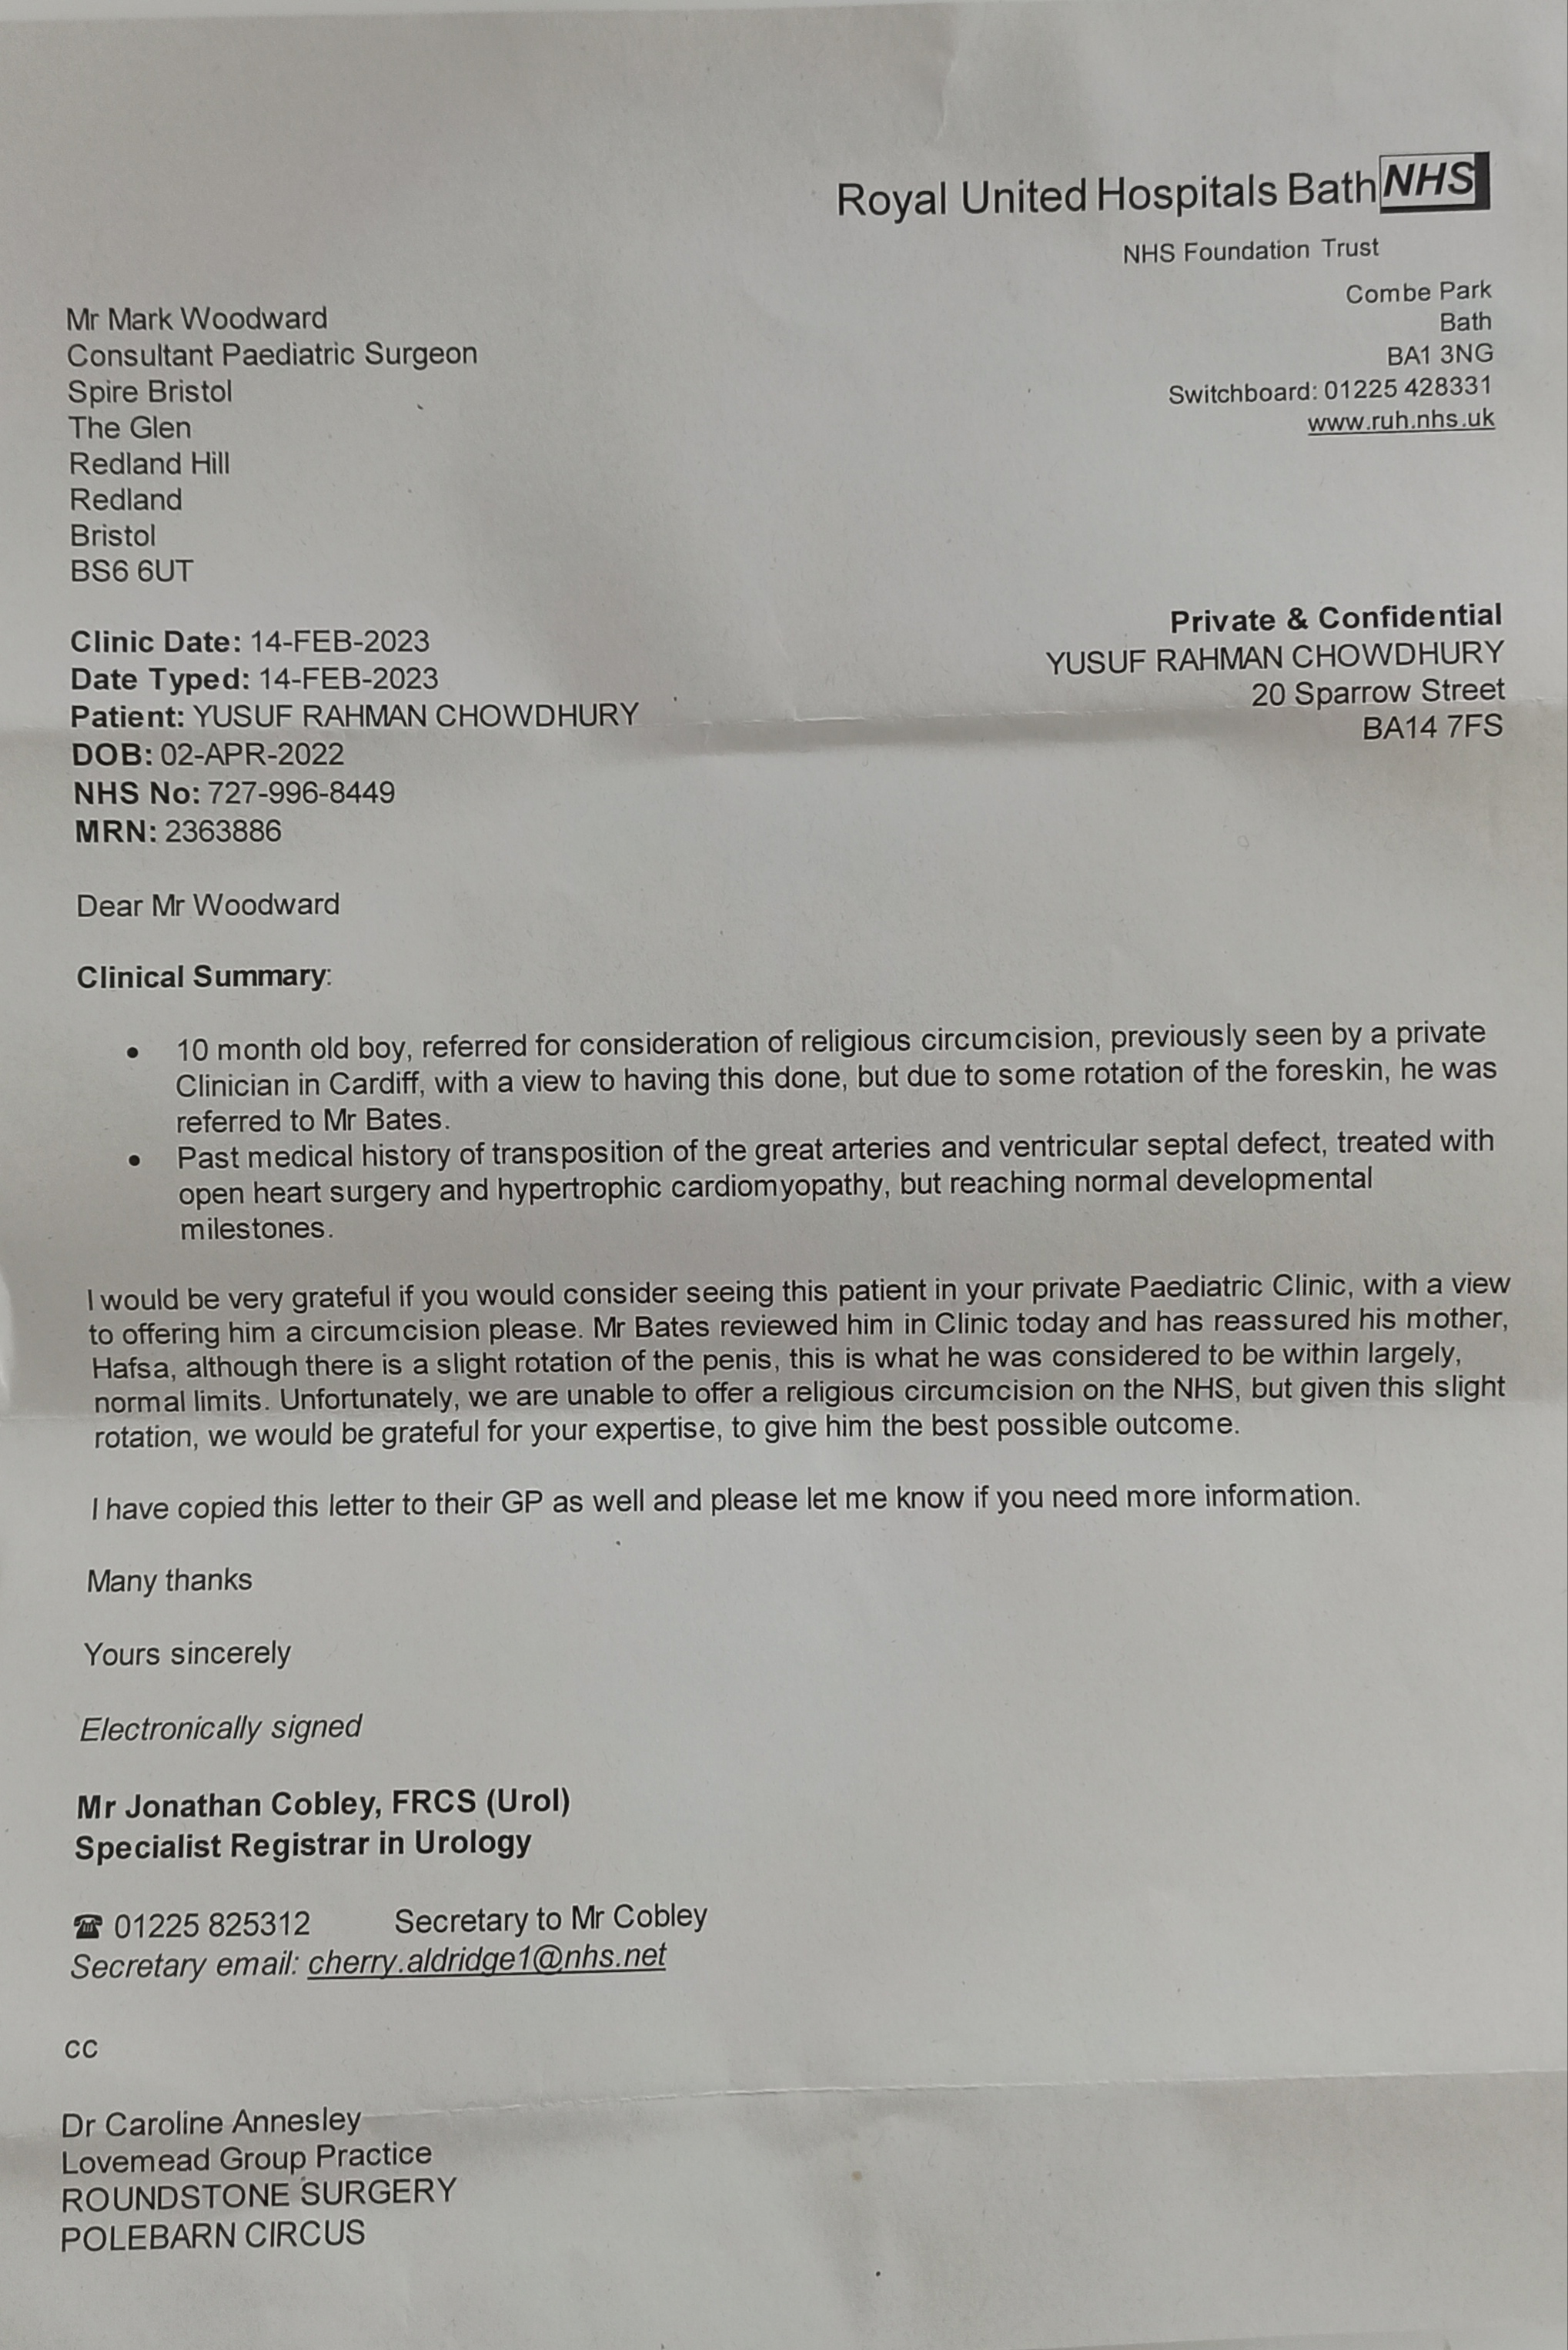 Royal United Hospitals Bath NHS
NHS Foundation Trust
Combe Park
Bath
BA1 3NG
Switchboard: 01225 428331
www.ruh.nhs.uk
Mr Mark Woodward
Consultant Paediatric Surgeon
Spire Bristol
The Glen
Redland Hill
Redland
Bristol
BS6 6UT
Private & Confidential
YUSUF RAHMAN CHOWDHURY
20 Sparrow Street
BA14 7FS
Clinic Date: 14-FEB-2023
Date Typed: 14-FEB-2023
Patient: YUSUF RAHMAN CHOWDHURY
DOB: 02-APR-2022
NHS No: 727-996-8449
MRN: 2363886
Dear Mr Woodward
Clinical Summary:
• 10 month old boy, referred for consideration of religious circumcision, previously seen by a private
Clinician in Cardiff, with a view to having this done, but due to some rotation of the foreskin, he was
referred to Mr Bates.
• Past medical history of transposition of the great arteries and ventricular septal defect, treated with
open heart surgery and hypertrophic cardiomyopathy, but reaching normal developmental
milestones.
I would be very grateful if you would consider seeing this patient in your private Paediatric Clinic, with a view
to offering him a circumcision please. Mr Bates reviewed him in Clinic today and has reassured his mother,
Hafsa, although there is a slight rotation of the penis, this is what he was considered to be within largely,
normal limits. Unfortunately, we are unable to offer a religious circumcision on the NHS, but given this slight
rotation, we would be grateful for your expertise, to give him the best possible outcome.
I have copied this letter to their GP as well and please let me know if you need more information.
Many thanks
Yours sincerely
Electronically signed
Mr Jonathan Cobley, FRCS (Urol)
Specialist Registrar in Urology
☎ 01225 825312 Secretary to Mr Cobley
Secretary email: cherry.aldridge1@nhs.net
cc
Dr Caroline Annesley
Lovemead Group Practice
ROUNDSTONE SURGERY
POLEBARN CIRCUS